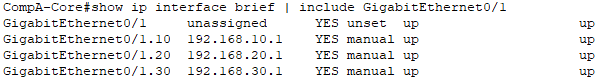 CompA-Core#show ip interface brief | include GigabitEthernet0/1
GigabitEthernet0/1 unassigned YES unset up up
GigabitEthernet0/1.10 192.168.10.1 YES manual up up
GigabitEthernet0/1.20 192.168.20.1 YES manual up up
GigabitEthernet0/1.30 192.168.30.1 YES manual up up